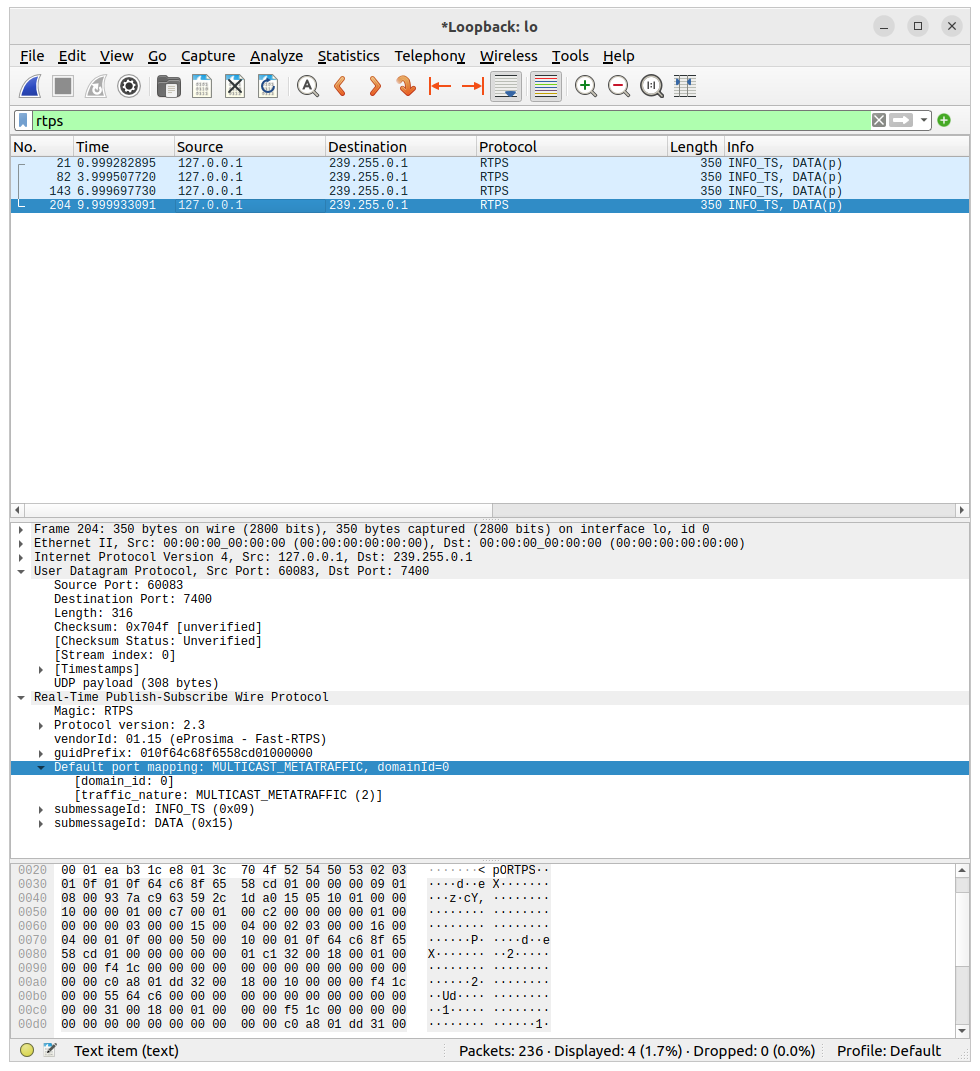 *Loopback: lo
File Edit View Go Capture Analyze Statistics Telephony Wireless Tools Help
rtps
No. Time Source Destination Protocol Length Info
21 0.999282895 127.0.0.1 239.255.0.1 RTPS 350 INFO_TS, DATA(p)
82 3.999507720 127.0.0.1 239.255.0.1 RTPS 350 INFO_TS, DATA(p)
143 6.999697730 127.0.0.1 239.255.0.1 RTPS 350 INFO_TS, DATA(p)
204 9.999933091 127.0.0.1 239.255.0.1 RTPS 350 INFO_TS, DATA(p)
Frame 204: 350 bytes on wire (2800 bits), 350 bytes captured (2800 bits) on interface lo, id 0
Ethernet II, Src: 00:00:00_00:00:00 (00:00:00:00:00:00), Dst: 00:00:00_00:00:00 (00:00:00:00:00:00)
Internet Protocol Version 4, Src: 127.0.0.1, Dst: 239.255.0.1
User Datagram Protocol, Src Port: 60083, Dst Port: 7400
Source Port: 60083
Destination Port: 7400
Length: 316
Checksum: 0x704f [unverified]
[Checksum Status: Unverified]
[Stream index: 0]
[Timestamps]
UDP payload (308 bytes)
Real-Time Publish-Subscribe Wire Protocol
Magic: RTPS
Protocol version: 2.3
vendorId: 01.15 (eProsima - Fast-RTPS)
guidPrefix: 010f64c68f6558cd01000000
Default port mapping: MULTICAST_METATRAFFIC, domainId=0
[domain_id: 0]
[traffic_nature: MULTICAST_METATRAFFIC (2)]
submessageId: INFO_TS (0x09)
submessageId: DATA (0x15)
0020 00 01 ea b3 1c e8 01 3c 70 4f 52 54 50 53 02 03 ·······< pORTPS··
0030 01 0f 01 0f 64 c6 8f 65 58 cd 01 00 00 00 09 01 ····d··e X·······
0040 08 00 93 7a c9 63 59 2c 1d a0 15 05 10 01 00 00 ···z·cY, ········
0050 10 00 00 01 00 c7 00 01 00 c2 00 00 00 00 01 00 ········ ········
0060 00 00 00 03 00 00 15 00 04 00 02 03 00 00 16 00 ········ ········
0070 04 00 01 0f 00 00 50 00 10 00 01 0f 64 c6 8f 65 ······P· ····d··e
0080 58 cd 01 00 00 00 00 00 01 c1 32 00 18 00 01 00 X······· ··2·····
0090 00 00 f4 1c 00 00 00 00 00 00 00 00 00 00 00 00 ········ ········
00a0 00 00 c0 a8 01 dd 32 00 18 00 10 00 00 00 f4 1c ······2· ········
00b0 00 00 55 64 c6 00 00 00 00 00 00 00 00 00 00 00 ··Ud···· ········
00c0 00 00 31 00 18 00 01 00 00 00 f5 1c 00 00 00 00 ··1····· ········
00d0 00 00 00 00 00 00 00 00 00 00 c0 a8 01 dd 31 00 ········ ······1·
Text item (text) Packets: 236 · Displayed: 4 (1.7%) · Dropped: 0 (0.0%) Profile: Default